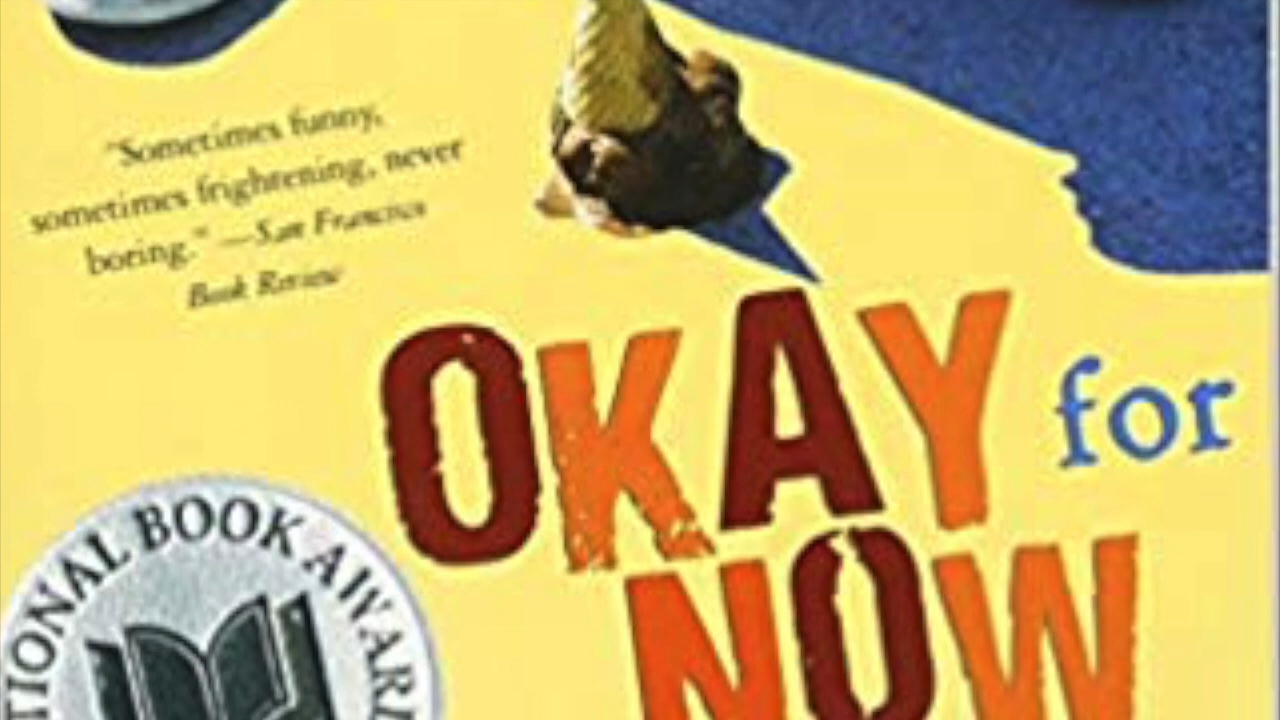 "Sometimes funny,
sometimes frightening, never
boring." —San Francisco
Book Review
OKAY for
NOW
TIONAL BOOK AWAR